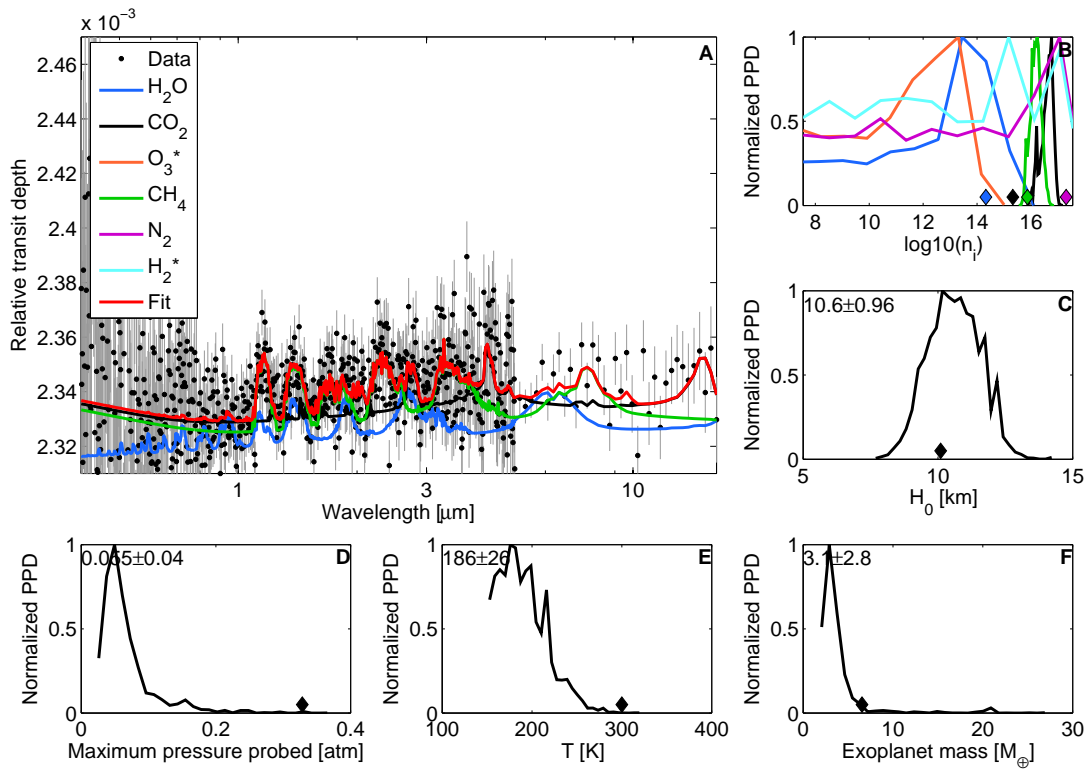 x 10⁻³
A
2.46
2.44
2.42
2.4
2.38
2.36
2.34
2.32
Relative transit depth
Data
H₂O
CO₂
O₃*
CH₄
N₂
H₂*
Fit
1
3
10
Wavelength [μm]
B
1
0.5
0
Normalized PPD
8
10
12
14
16
log10(nᵢ)
C
10.6±0.96
1
0.5
0
Normalized PPD
5
10
15
H₀ [km]
D
0.055±0.04
1
0.5
0
Normalized PPD
0
0.2
0.4
Maximum pressure probed [atm]
E
186±26
1
0.5
0
Normalized PPD
100
200
300
400
T [K]
F
3.1±2.8
1
0.5
0
Normalized PPD
0
10
20
30
Exoplanet mass [M⊕]